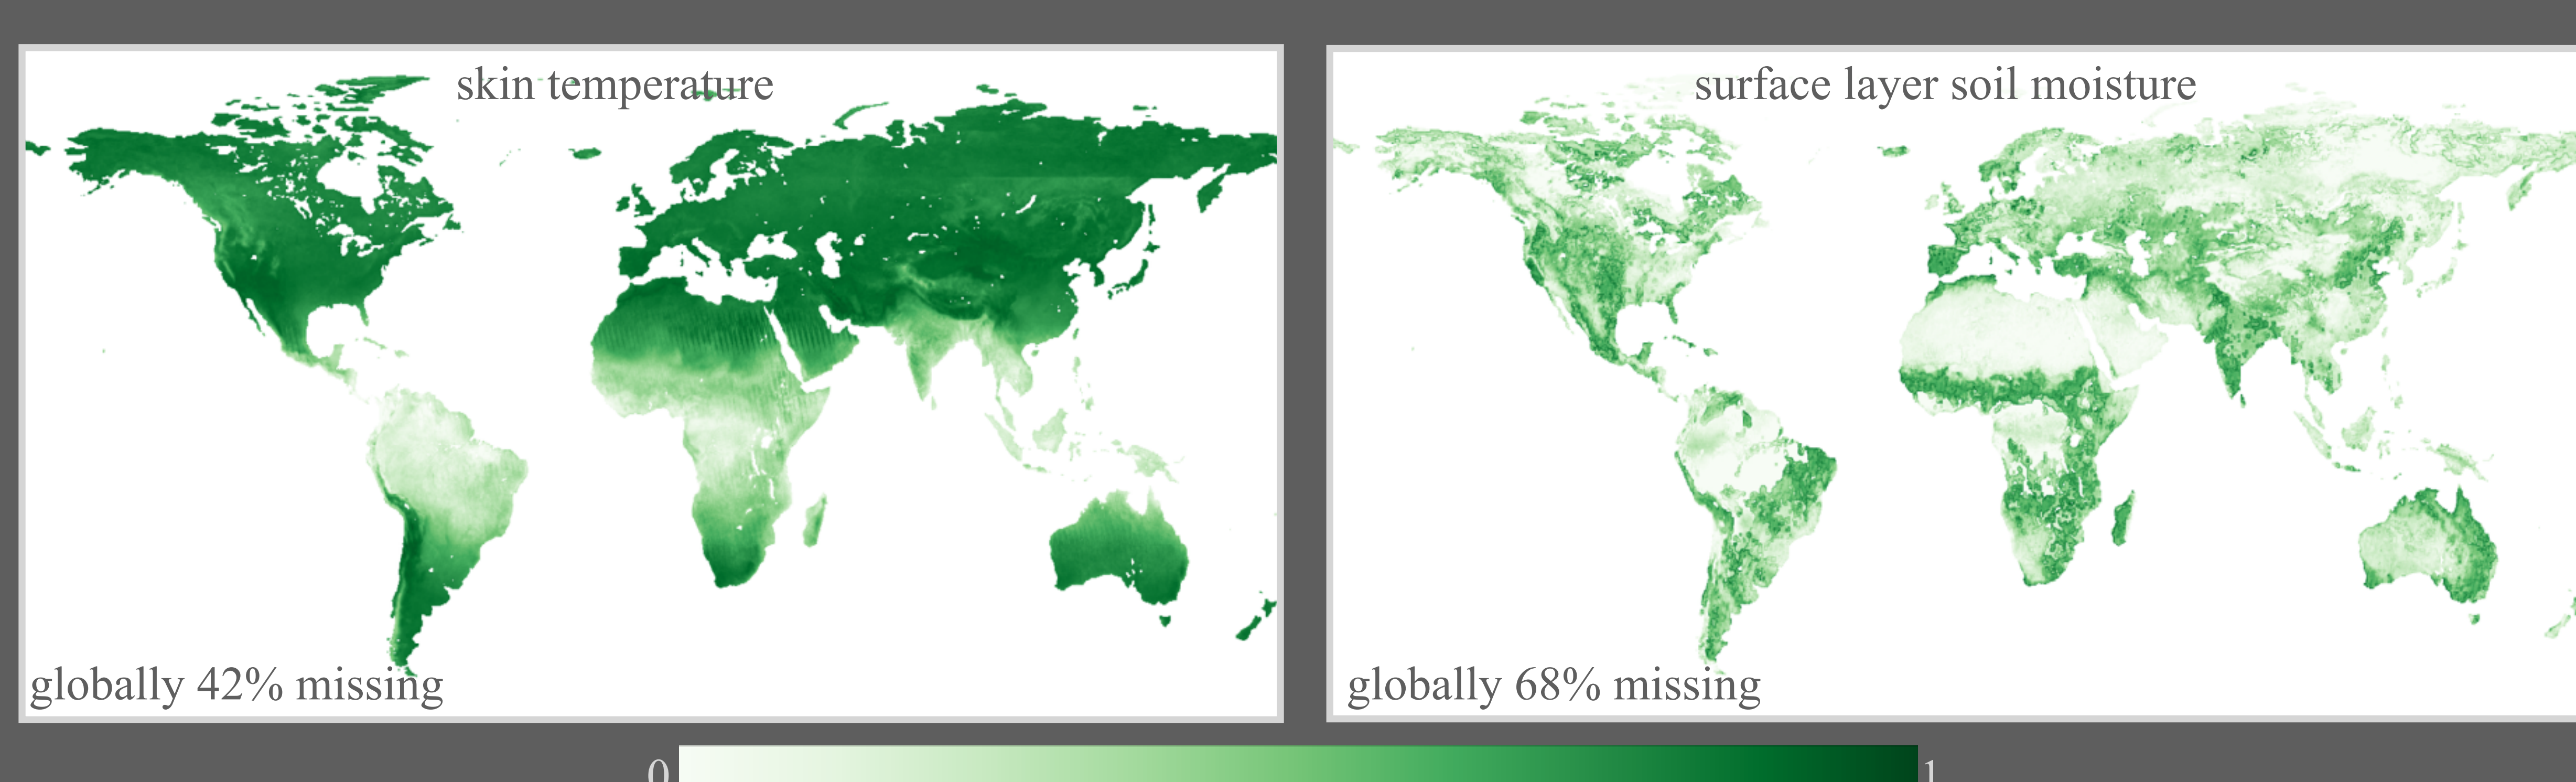 skin temperature
surface layer soil moisture
globally 42% missing
globally 68% missing
0
1